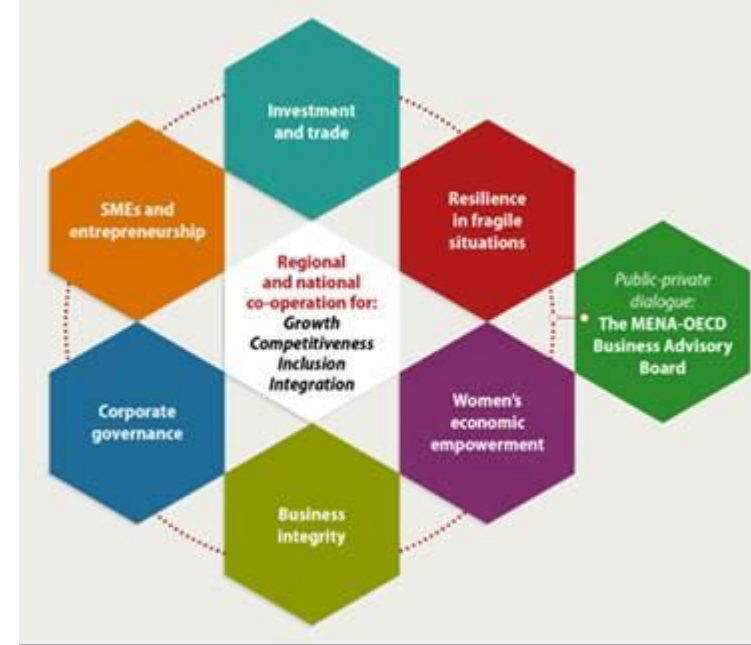 Investment
and trade
SMEs and
entrepreneurship
Resilience
in fragile
situations
Regional
and national
co-operation for:
Growth
Competitiveness
Inclusion
Integration
Public-private
dialogue:
The MENA-OECD
Business Advisory
Board
Corporate
governance
Women's
economic
empowerment
Business
integrity